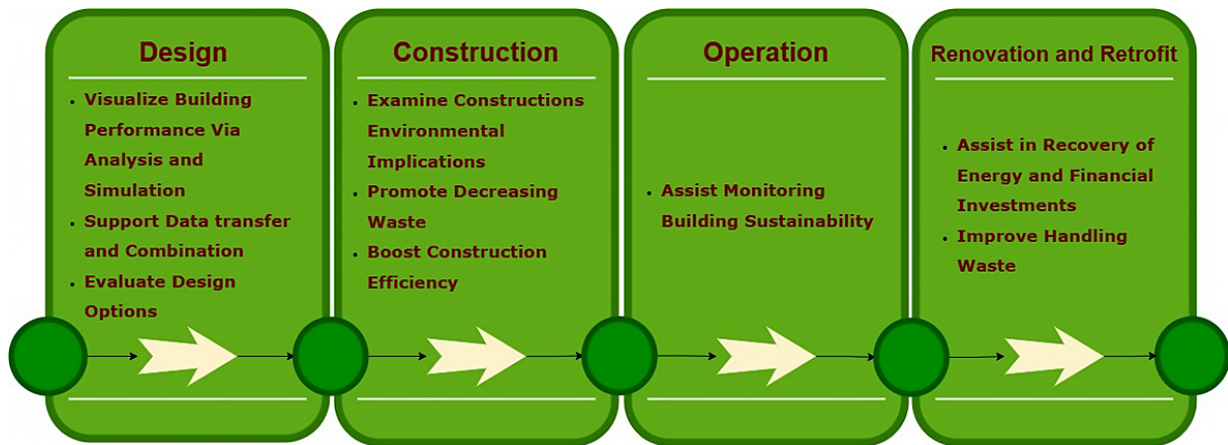 Design
• Visualize Building
Performance Via
Analysis and
Simulation
• Support Data transfer
and Combination
• Evaluate Design
Options
Construction
• Examine Constructions
Environmental
Implications
• Promote Decreasing
Waste
• Boost Construction
Efficiency
Operation
• Assist Monitoring
Building Sustainability
Renovation and Retrofit
• Assist in Recovery of
Energy and Financial
Investments
• Improve Handling
Waste